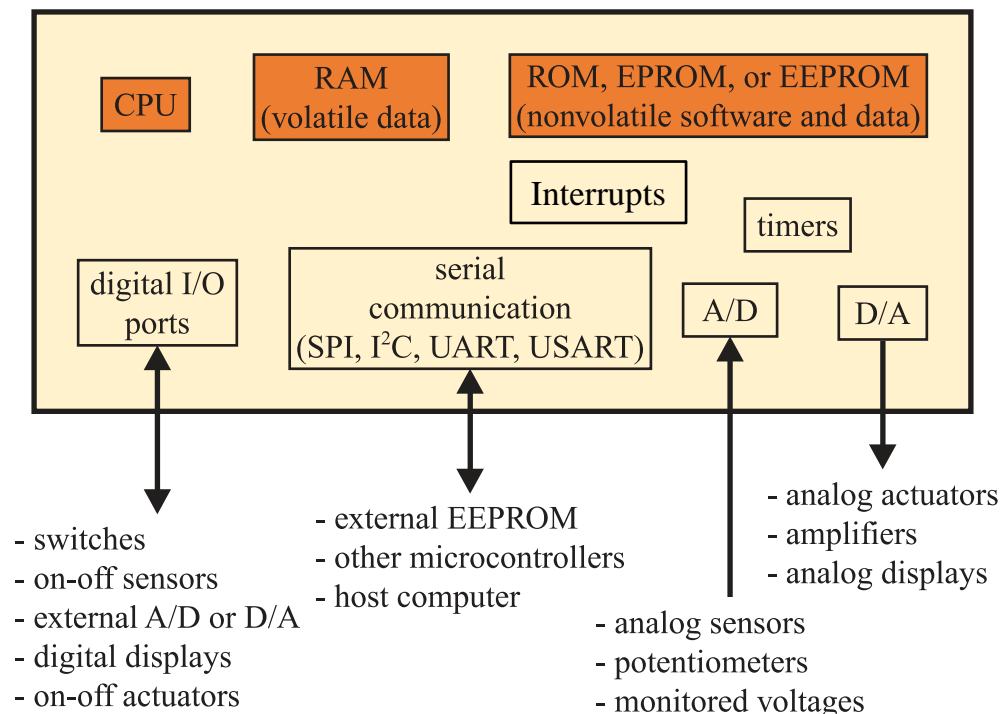 CPU
RAM
(volatile data)
ROM, EPROM, or EEPROM
(nonvolatile software and data)
Interrupts
timers
digital I/O
ports
serial
communication
(SPI, I²C, UART, USART)
A/D
D/A
- switches
- on-off sensors
- external A/D or D/A
- digital displays
- on-off actuators
- external EEPROM
- other microcontrollers
- host computer
- analog sensors
- potentiometers
- monitored voltages
- analog actuators
- amplifiers
- analog displays